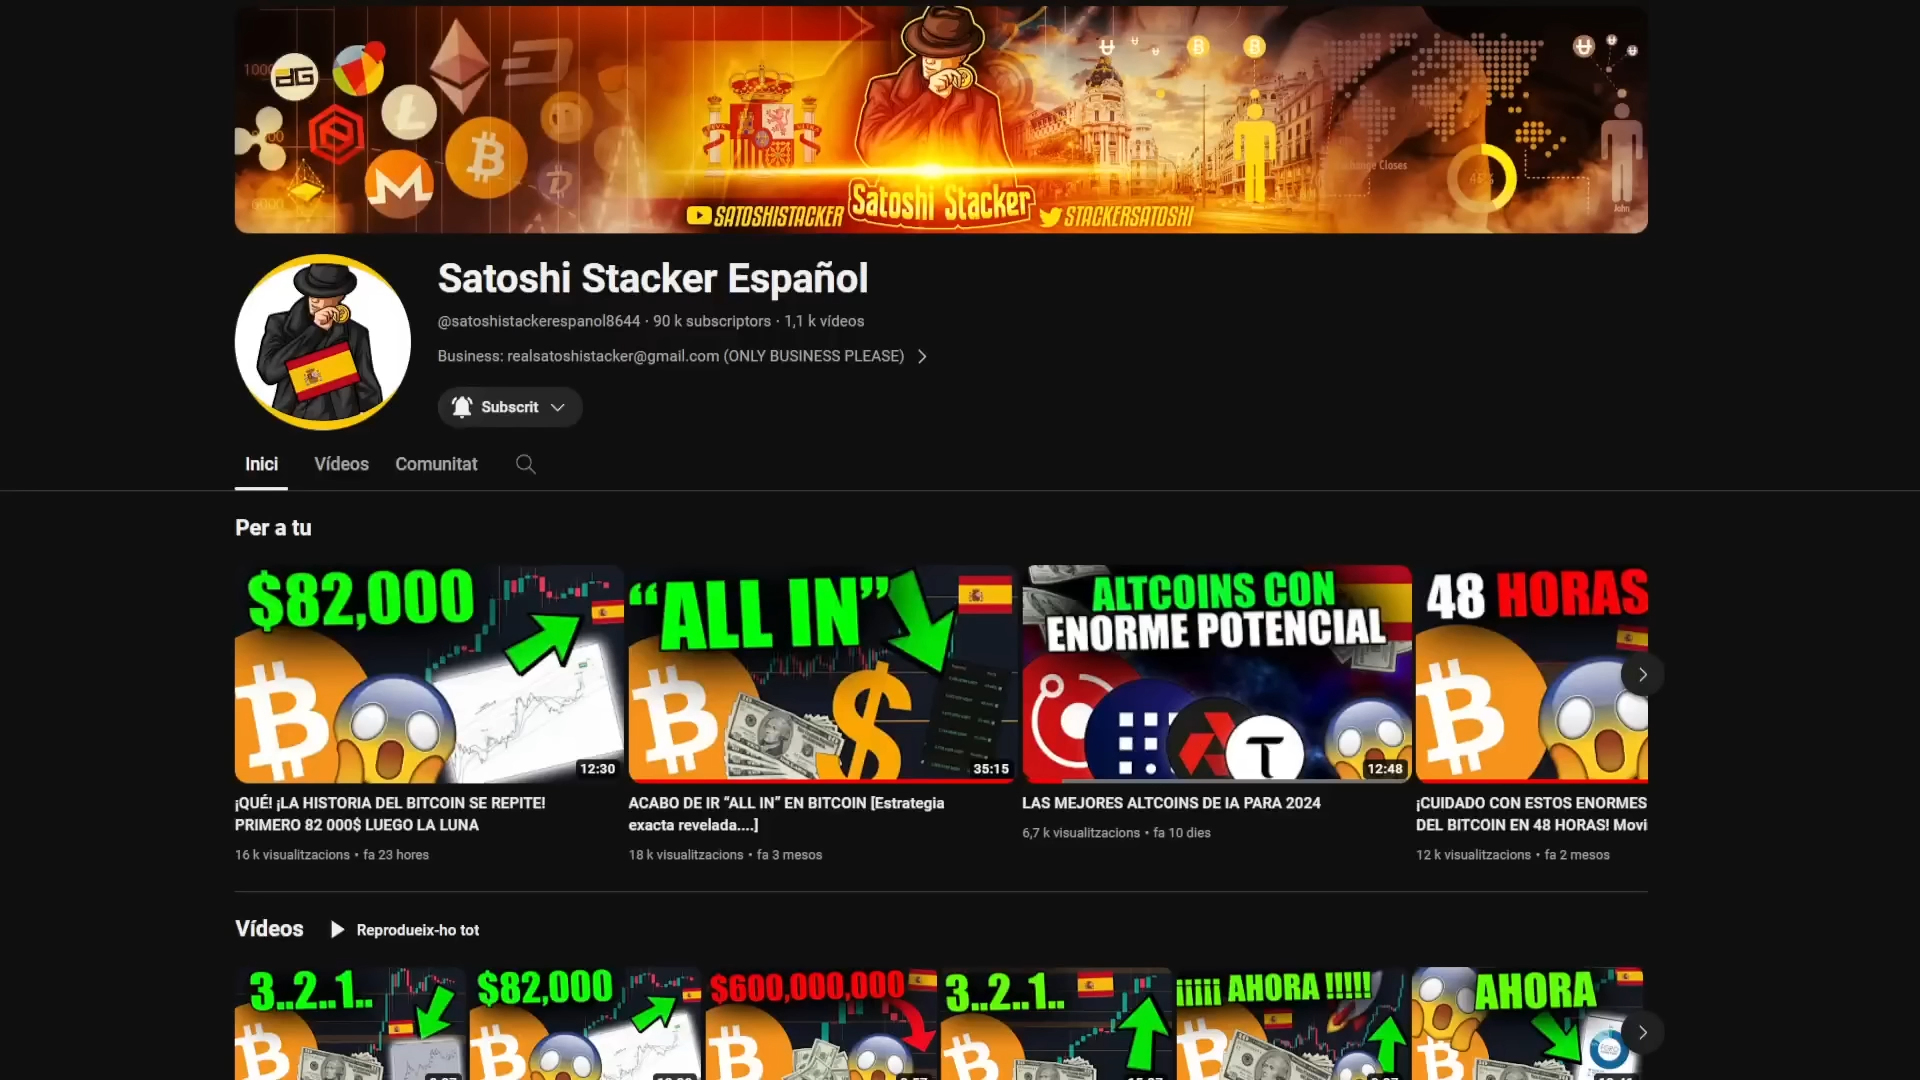 SATOSHISTACKER
Satoshi Stacker
STACKERSATOSHI
45%
John
Satoshi Stacker Español
@satoshistackerespanol8644 · 90 k subscriptors · 1,1 k vídeos
Business: realsatoshistacker@gmail.com (ONLY BUSINESS PLEASE)
Subscrit
Inici
Vídeos
Comunitat
Per a tu
$82,000
12:30
¡QUÉ! ¡LA HISTORIA DEL BITCOIN SE REPITE!
PRIMERO 82 000$ LUEGO LA LUNA
16 k visualitzacions • fa 23 hores
“ALL IN”
35:15
ACABO DE IR “ALL IN” EN BITCOIN [Estrategia
exacta revelada....]
18 k visualitzacions • fa 3 mesos
ALTCOINS CON
ENORME POTENCIAL
12:48
LAS MEJORES ALTCOINS DE IA PARA 2024
6,7 k visualitzacions • fa 10 dies
48 HORAS
¡CUIDADO CON ESTOS ENORMES
DEL BITCOIN EN 48 HORAS! Movi
12 k visualitzacions • fa 2 mesos
Vídeos
Reprodueix-ho tot
3..2..1..
$82,000
$600,000,000
3..2..1..
¡¡¡¡¡ AHORA !!!!!
AHORA